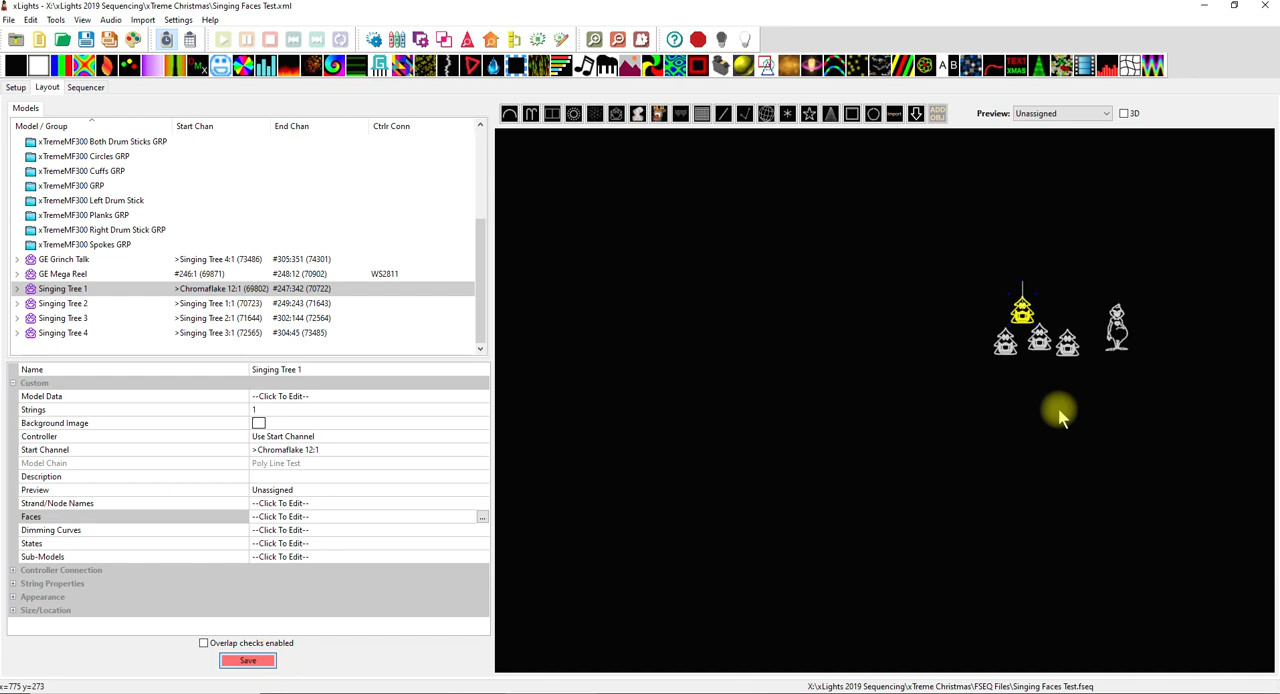 xLights - X:\xLights 2019 Sequencing\xTreme Christmas\Singing Faces Test.xml
File Edit Tools View Audio Import Settings Help
TEXT XMAS
A B
Setup Layout Sequencer
Models
Model / Group Start Chan End Chan Ctrlr Conn
xTremeMF300 Both Drum Sticks GRP
xTremeMF300 Circles GRP
xTremeMF300 Cuffs GRP
xTremeMF300 GRP
xTremeMF300 Left Drum Stick
xTremeMF300 Planks GRP
xTremeMF300 Right Drum Stick GRP
xTremeMF300 Spokes GRP
GE Grinch Talk >Singing Tree 4:1 (73486) #305:351 (74301)
GE Mega Reel #246:1 (69871) #248:12 (70902) WS2811
Singing Tree 1 >Chromaflake 12:1 (69802) #247:342 (70722)
Singing Tree 2 >Singing Tree 1:1 (70723) #249:243 (71643)
Singing Tree 3 >Singing Tree 2:1 (71644) #302:144 (72564)
Singing Tree 4 >Singing Tree 3:1 (72565) #304:45 (73485)
import ADD OBJ Preview: Unassigned 3D
Name Singing Tree 1
Custom
Model Data --Click To Edit--
Strings 1
Background Image
Controller Use Start Channel
Start Channel >Chromaflake 12:1
Model Chain Poly Line Test
Description
Preview Unassigned
Strand/Node Names --Click To Edit--
Faces --Click To Edit-- ...
Dimming Curves --Click To Edit--
States --Click To Edit--
Sub-Models --Click To Edit--
Controller Connection
String Properties
Appearance
Size/Location
Overlap checks enabled
Save
x=775 y=273 X:\xLights 2019 Sequencing\xTreme Christmas\FSEQ Files\Singing Faces Test.fseq